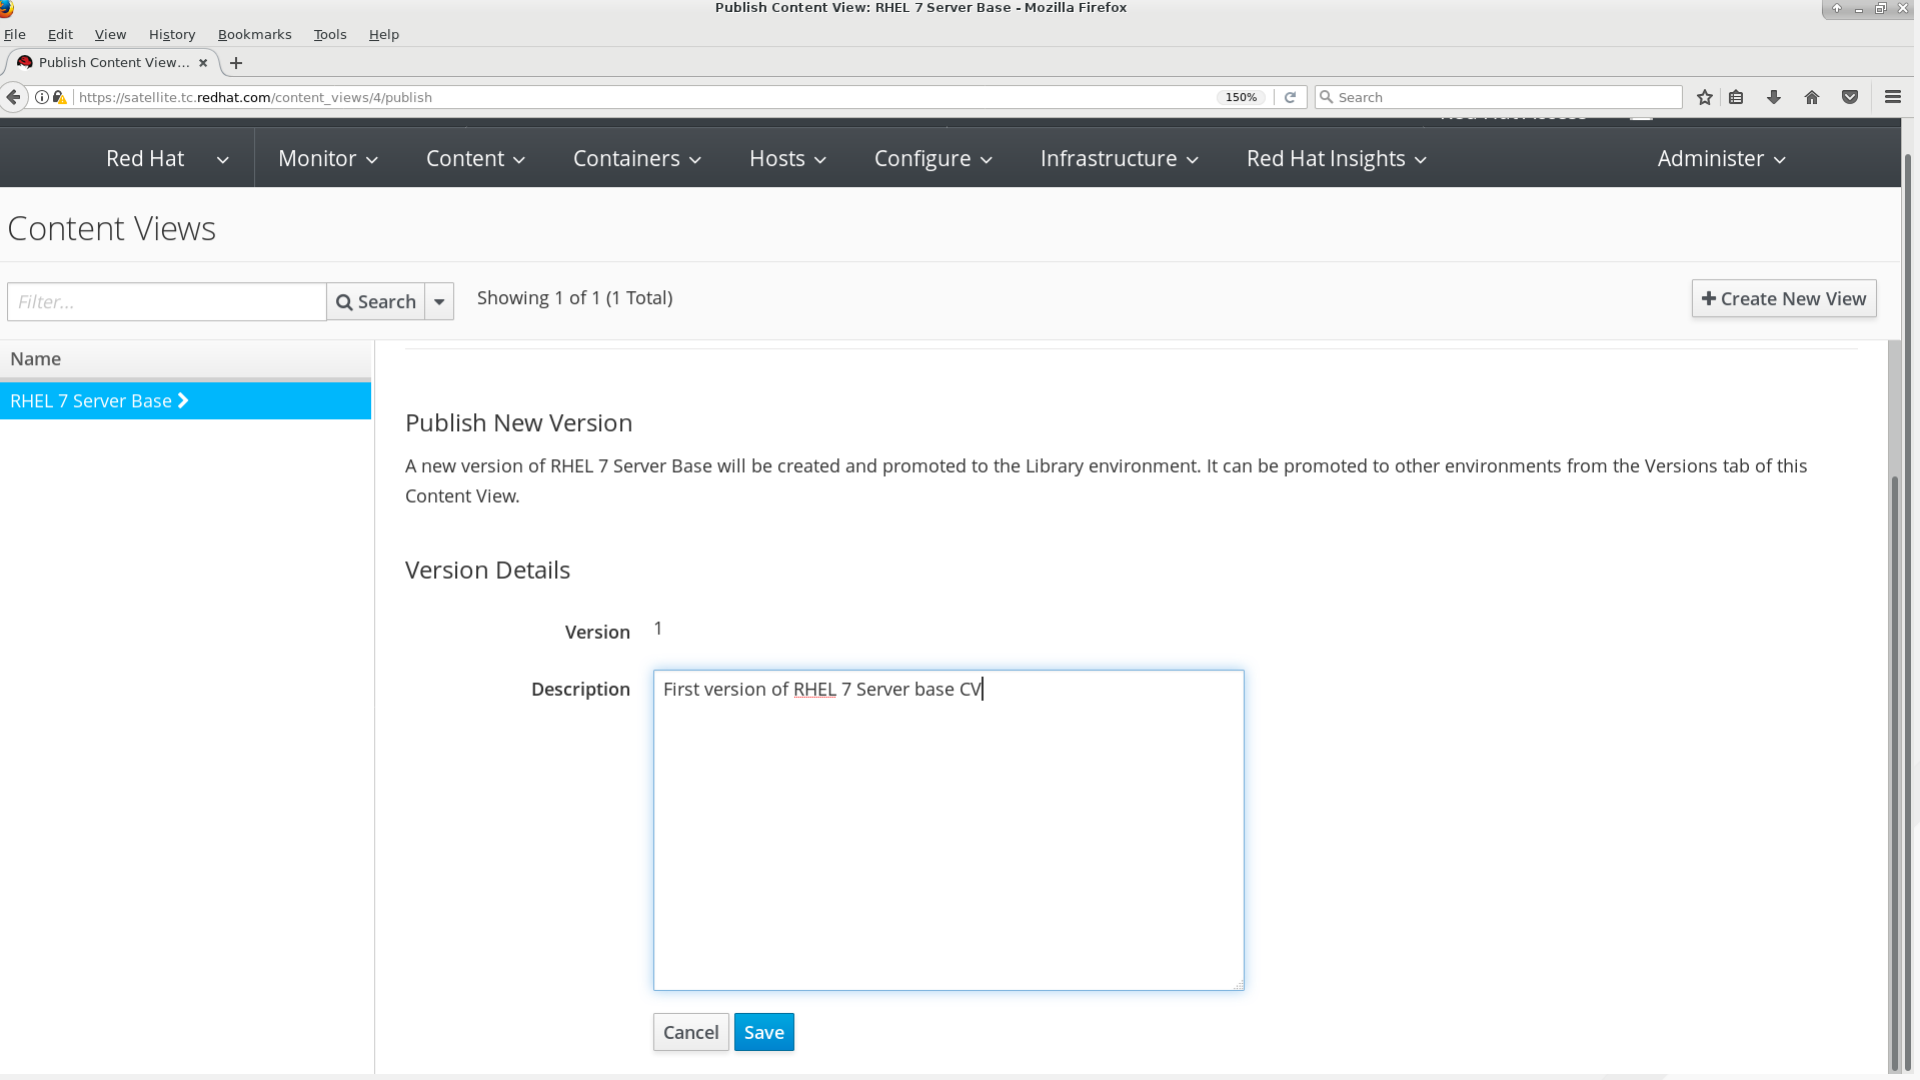 Publish Content View: RHEL 7 Server Base - Mozilla Firefox
File Edit View History Bookmarks Tools Help
Publish Content View...
https://satellite.tc.redhat.com/content_views/4/publish 150% Search
Red Hat Monitor Content Containers Hosts Configure Infrastructure Red Hat Insights Administer
Content Views
Filter... Search Showing 1 of 1 (1 Total) Create New View
Name
RHEL 7 Server Base
Publish New Version
A new version of RHEL 7 Server Base will be created and promoted to the Library environment. It can be promoted to other environments from the Versions tab of this
Content View.
Version Details
Version 1
Description First version of RHEL 7 Server base CV
Cancel Save